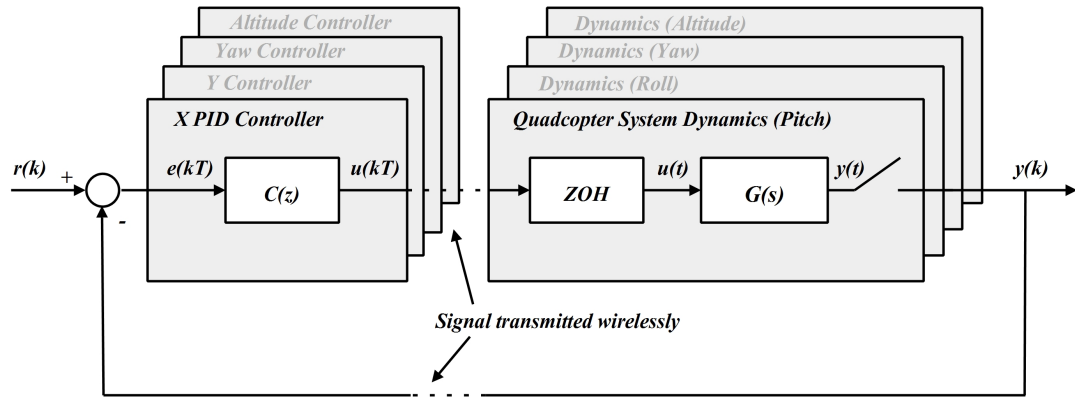 Altitude Controller
Dynamics (Altitude)
Yaw Controller
Dynamics (Yaw)
Y Controller
Dynamics (Roll)
X PID Controller
Quadcopter System Dynamics (Pitch)
r(k)
+
-
e(kT)
C(z)
u(kT)
ZOH
u(t)
G(s)
y(t)
y(k)
Signal transmitted wirelessly